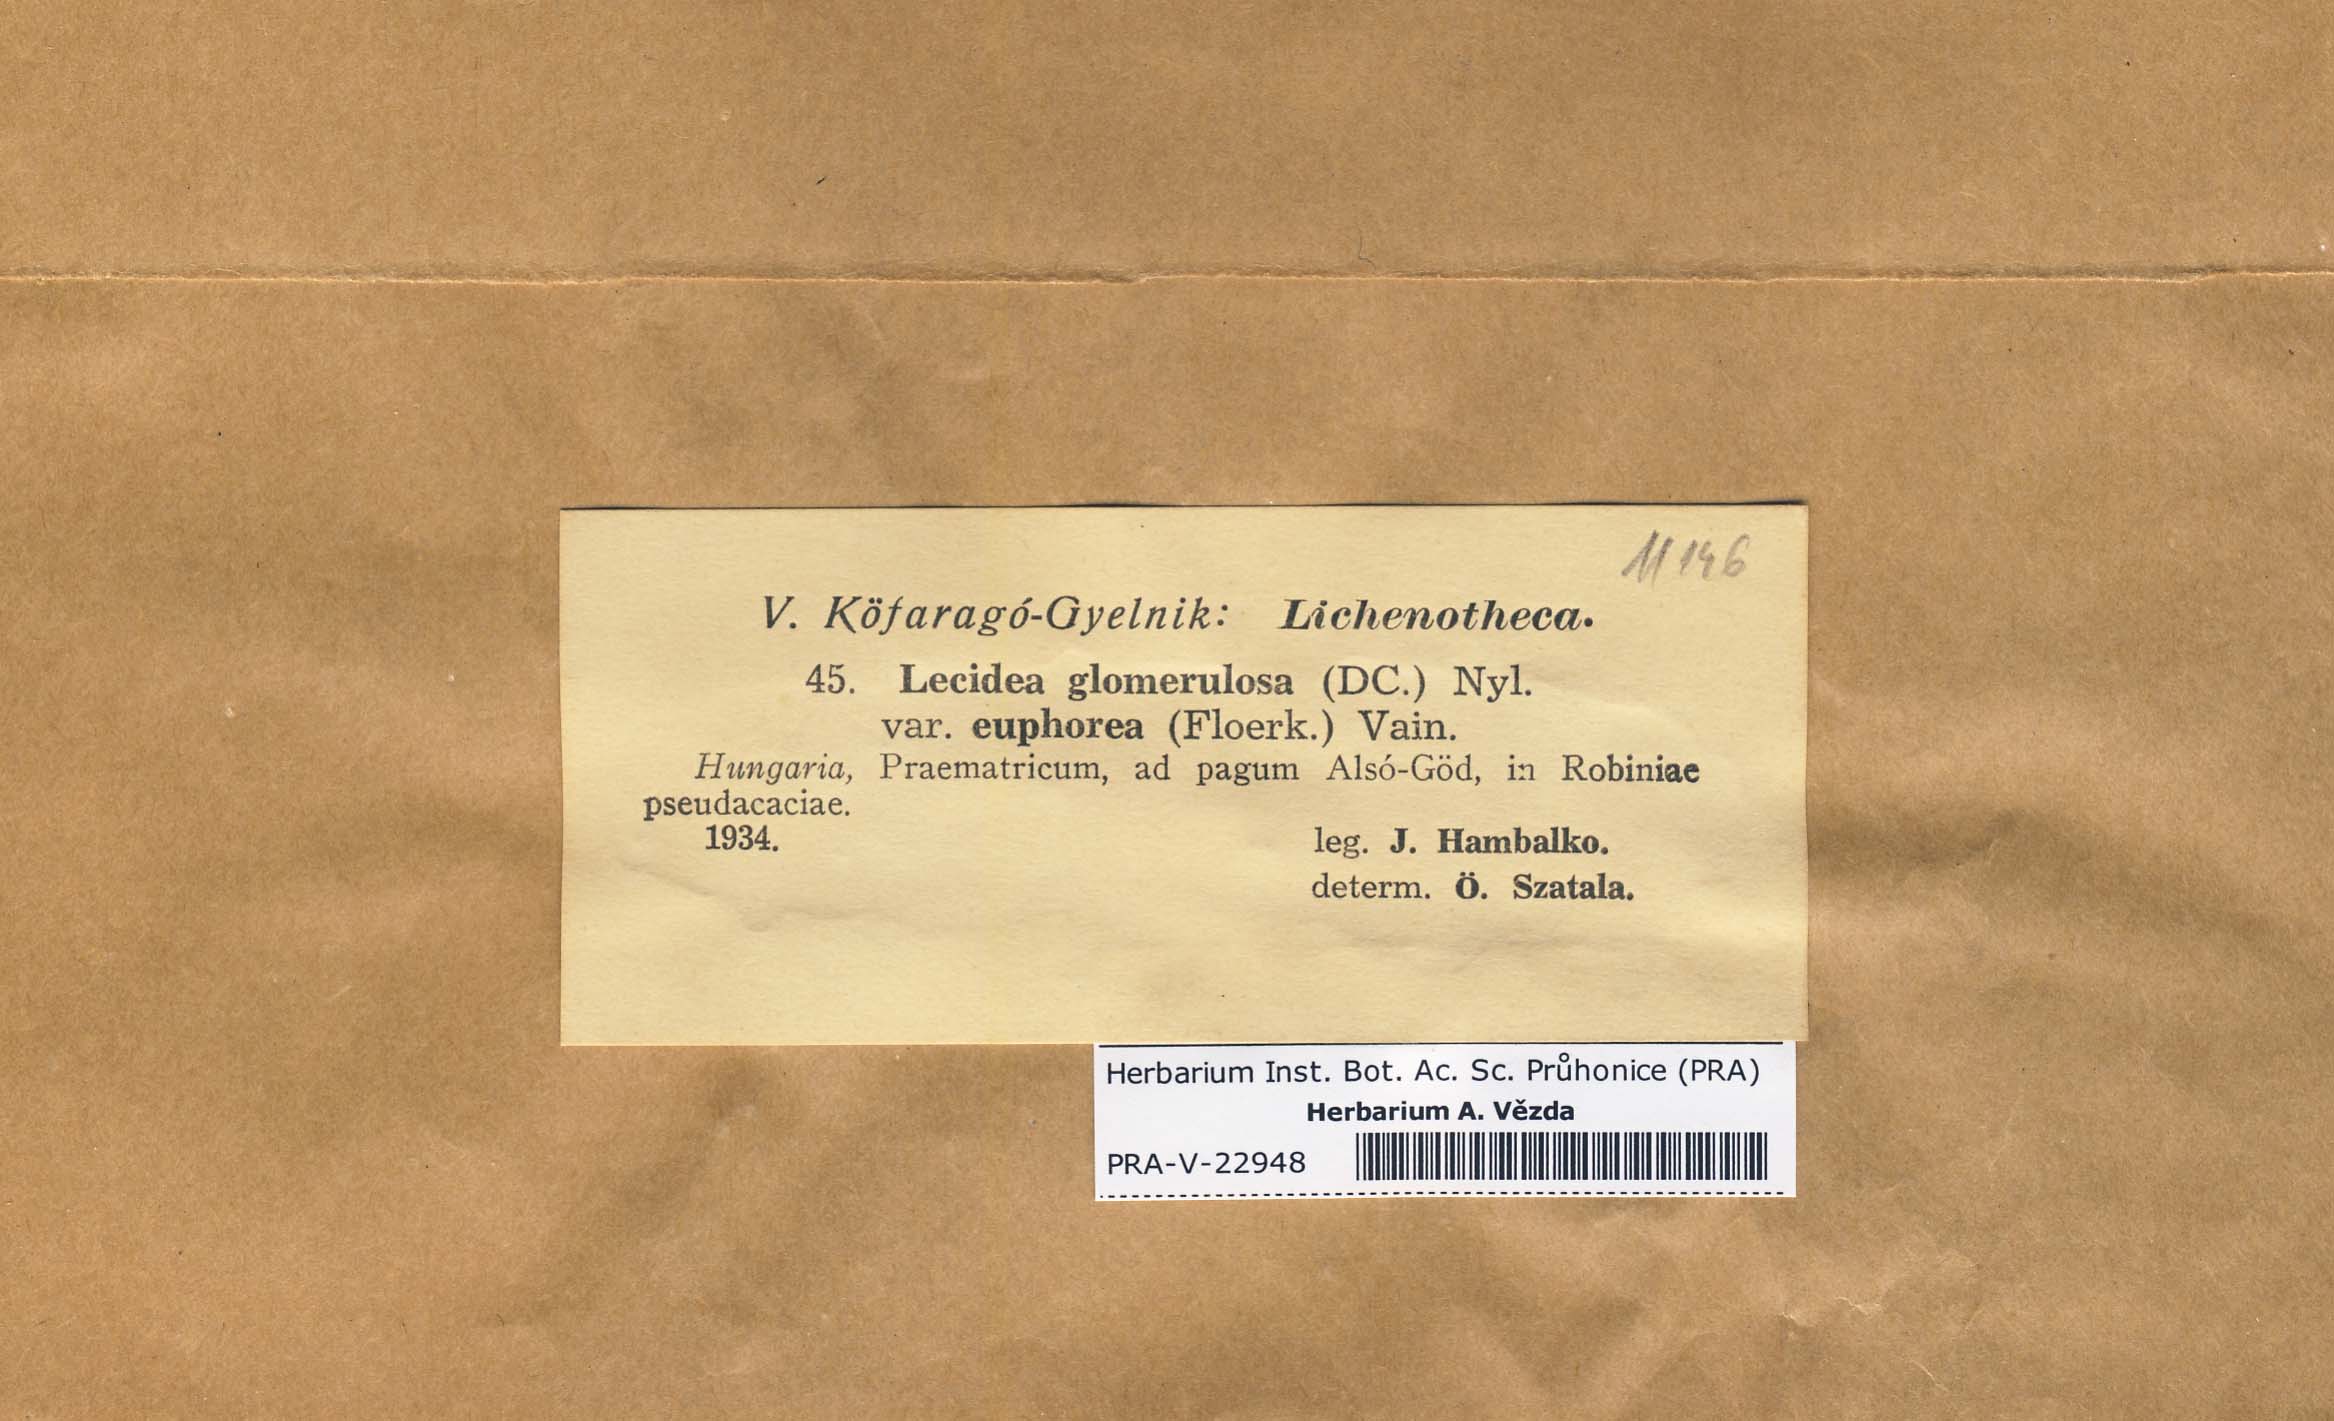 11146
V. Köfaragó-Gyelnik: Lichenotheca.
45. Lecidea glomerulosa (DC.) Nyl.
var. euphorea (Floerk.) Vain.
Hungaria, Praematricum, ad pagum Alsó-Göd, in Robiniae
pseudacaciae.
1934.
leg. J. Hambalko.
determ. Ö. Szatala.
Herbarium Inst. Bot. Ac. Sc. Průhonice (PRA)
Herbarium A. Vězda
PRA-V-22948